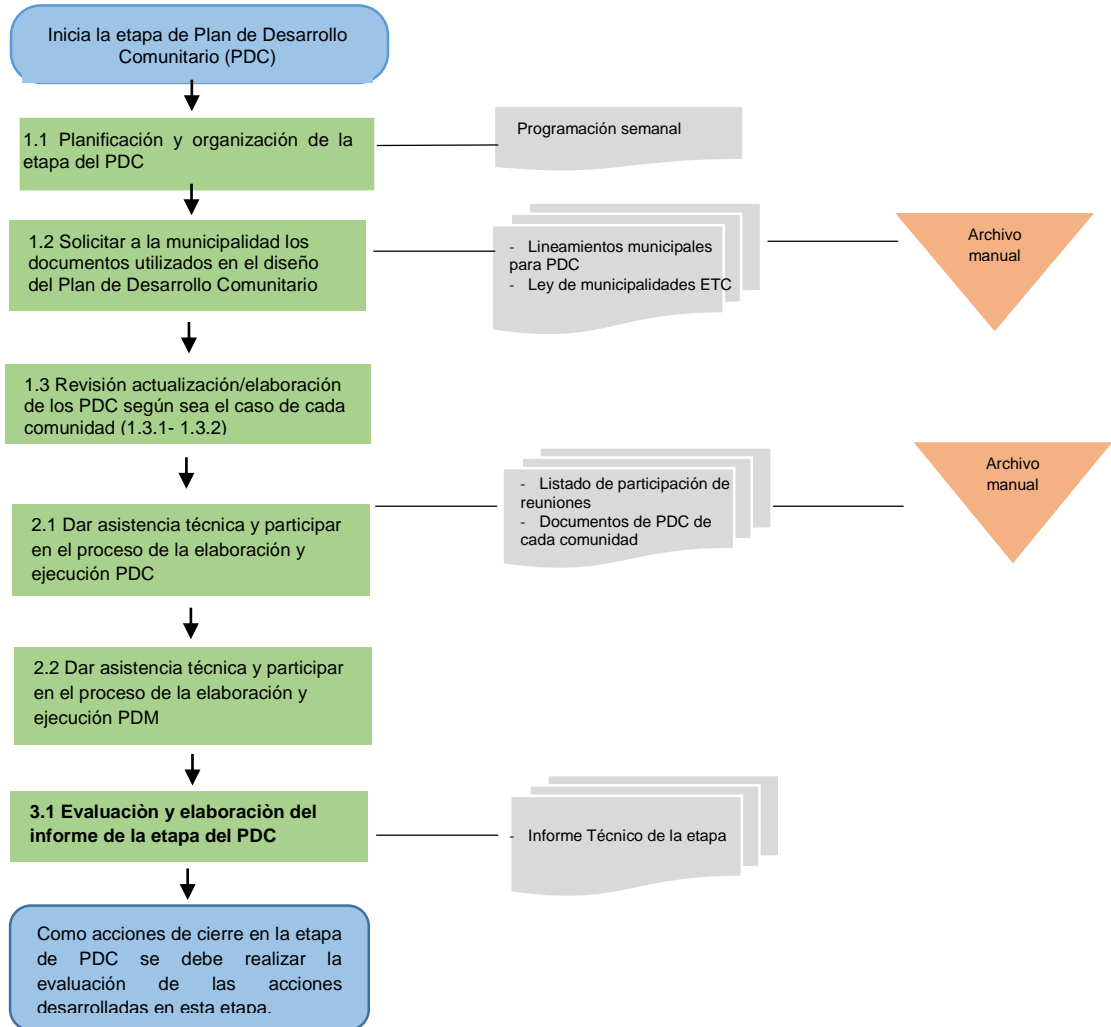 Inicia la etapa de Plan de Desarrollo
Comunitario (PDC)
1.1 Planificación y organización de la
etapa del PDC
Programación semanal
1.2 Solicitar a la municipalidad los
documentos utilizados en el diseño
del Plan de Desarrollo Comunitario
- Lineamientos municipales
para PDC
- Ley de municipalidades ETC
Archivo
manual
1.3 Revisión actualización/elaboración
de los PDC según sea el caso de cada
comunidad (1.3.1- 1.3.2)
2.1 Dar asistencia técnica y participar
en el proceso de la elaboración y
ejecución PDC
- Listado de participación de
reuniones
- Documentos de PDC de
cada comunidad
Archivo
manual
2.2 Dar asistencia técnica y participar
en el proceso de la elaboración y
ejecución PDM
3.1 Evaluaciòn y elaboraciòn del
informe de la etapa del PDC
- Informe Técnico de la etapa
Como acciones de cierre en la etapa
de PDC se debe realizar la
evaluación de las acciones
desarrolladas en esta etapa.